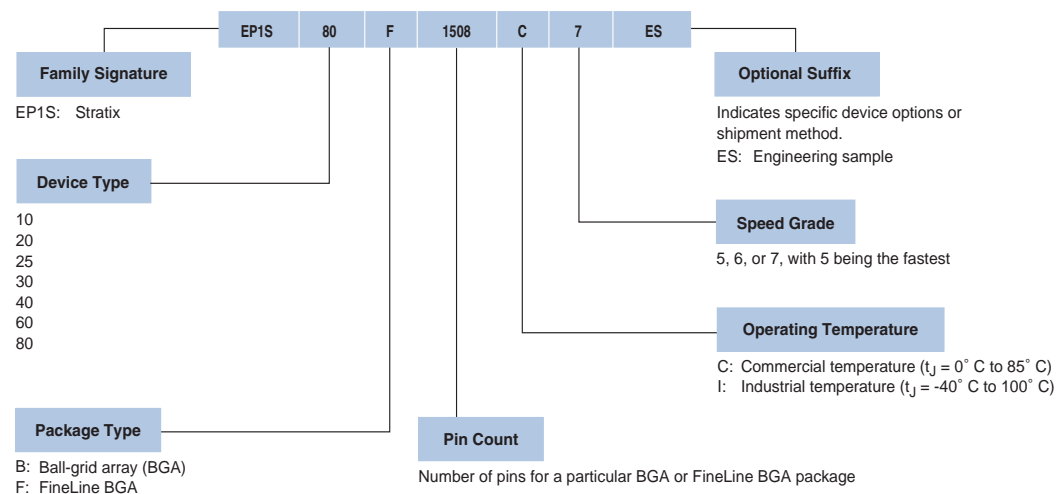 EP1S 80 F 1508 C 7 ES
Family Signature
EP1S: Stratix
Optional Suffix
Indicates specific device options or
shipment method.
ES: Engineering sample
Device Type
10
20
25
30
40
60
80
Speed Grade
5, 6, or 7, with 5 being the fastest
Operating Temperature
C: Commercial temperature (tJ = 0˚ C to 85˚ C)
I: Industrial temperature (tJ = -40˚ C to 100˚ C)
Package Type
B: Ball-grid array (BGA)
F: FineLine BGA
Pin Count
Number of pins for a particular BGA or FineLine BGA package